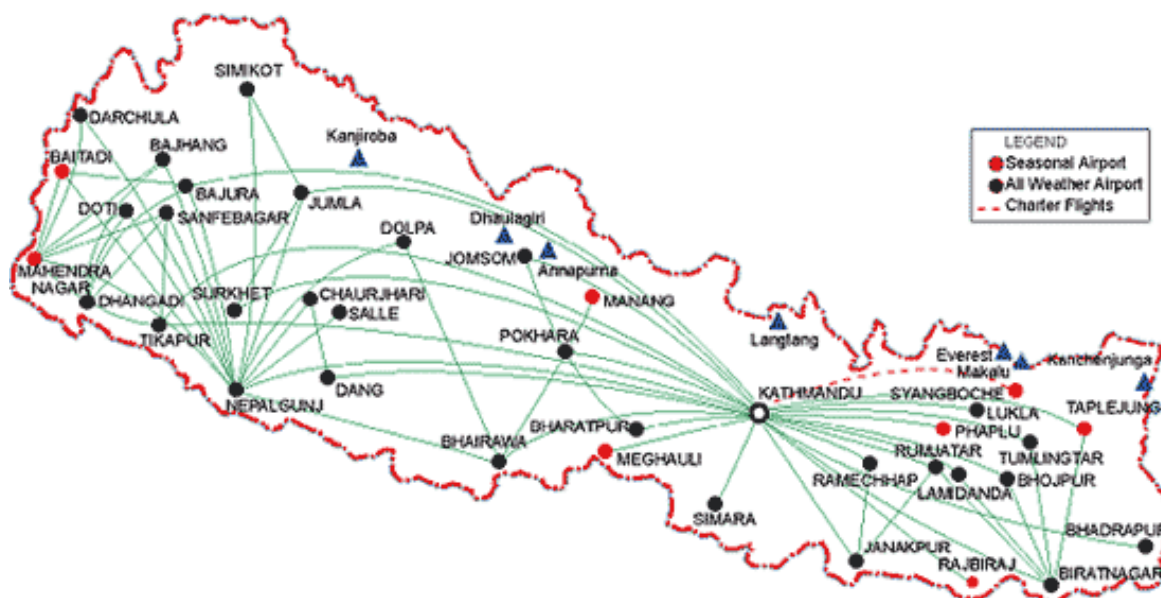 SIMIKOT
DARCHULA
BAJHANG
Kanjiroba
BAITADI
BAJURA
JUMLA
DOTI
SANFEBAGAR
LEGEND
Seasonal Airport
All Weather Airport
Charter Flights
DOLPA
Dhaulagiri
JOMSOM
Annapurna
MAHENDRA
NAGAR
DHANGADI
SURKHET
CHAURJHARI
SALLE
MANANG
TIKAPUR
POKHARA
Langtang
Everest
Makalu
Kanchenjunga
DANG
NEPALGUNJ
KATHMANDU
SYANGBOCHE
LUKLA
TAPLEJUNG
BHAIRAWA
BHARATPUR
MEGHAULI
PHAPLU
RUMJATAR
TUMLINGTAR
RAMECHHAP
LAMIDANDA
BHOJPUR
SIMARA
BHADRAPUR
JANAKPUR
RAJBIRAJ
BIRATNAGAR